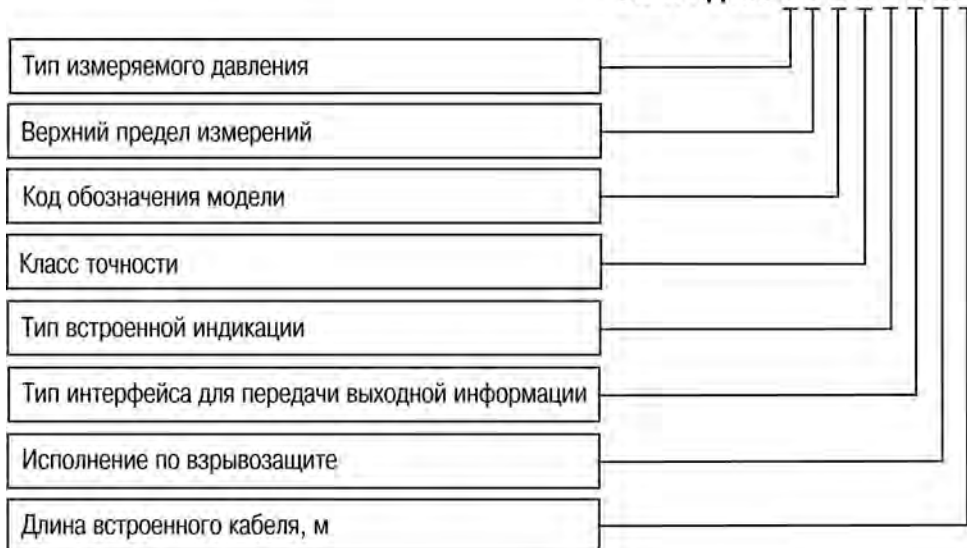 Тип измеряемого давления
Верхний предел измерений
Код обозначения модели
Класс точности
Тип встроенной индикации
Тип интерфейса для передачи выходной информации
Исполнение по взрывозащите
Длина встроенного кабеля, м